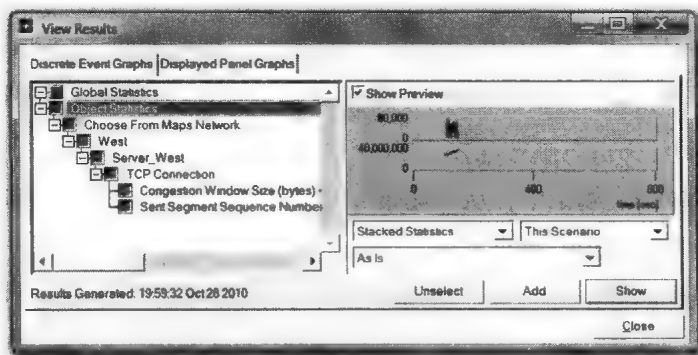 View Results
Discrete Event Graphs Displayed Panel Graphs
Global Statistics
Object Statistics
Choose From Maps Network
West
Server_West
TCP Connection
Congestion Window Size (bytes)
Sent Segment Sequence Number
Show Preview
80,000
0
40,000,000
0
0 400 800
time (sec)
Stacked Statistics This Scenario
As Is
Results Generated: 19:59:32 Oct 28 2010
Unselect Add Show
Close